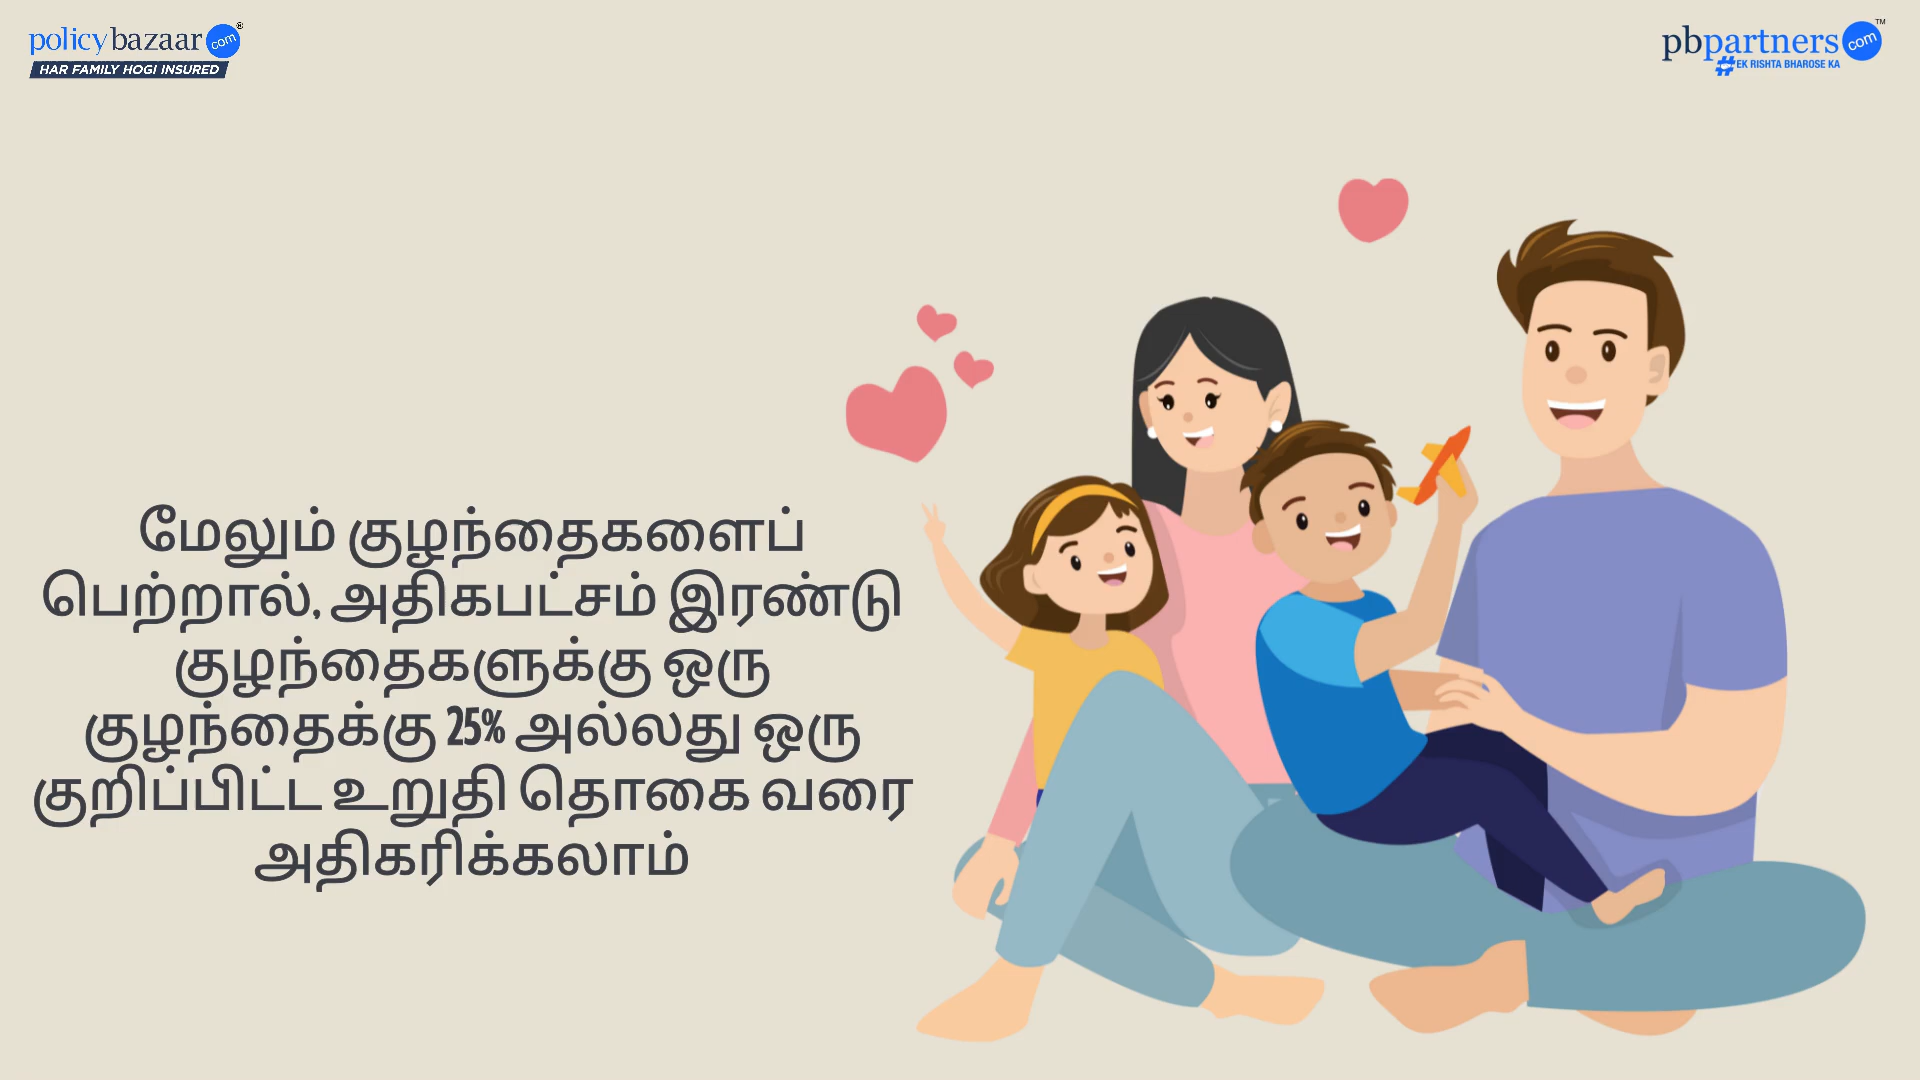 policybazaar.com®
HAR FAMILY HOGI INSURED
pbpartners.com™
#EK RISHTA BHAROSE KA
மேலும் குழந்தைகளைப்
பெற்றால், அதிகபட்சம் இரண்டு
குழந்தைகளுக்கு ஒரு
குழந்தைக்கு 25% அல்லது ஒரு
குறிப்பிட்ட உறுதி தொகை வரை
அதிகரிக்கலாம்